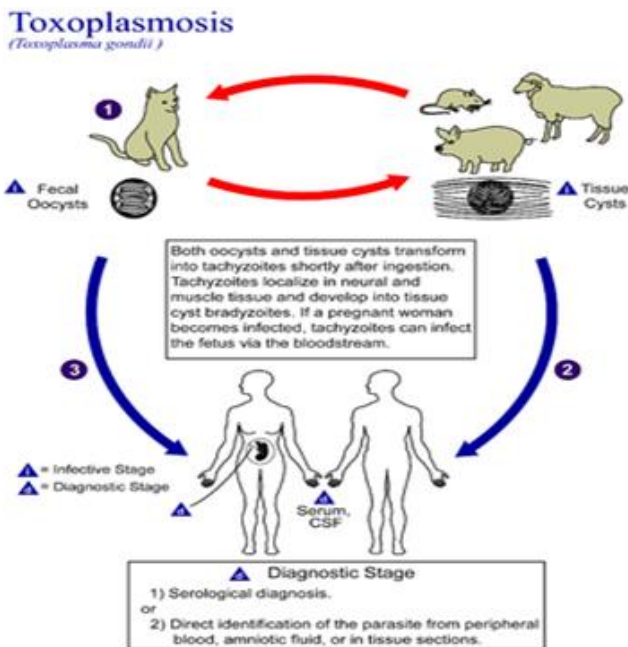 Toxoplasmosis
(Toxoplasma gondii )
1
i Fecal
Oocysts
i Tissue
Cysts
Both oocysts and tissue cysts transform
into tachyzoites shortly after ingestion.
Tachyzoites localize in neural and
muscle tissue and develop into tissue
cyst bradyzoites. If a pregnant woman
becomes infected, tachyzoites can infect
the fetus via the bloodstream.
3
2
i = Infective Stage
d = Diagnostic Stage
d
d
Serum,
CSF
d Diagnostic Stage
1) Serological diagnosis.
or
2) Direct identification of the parasite from peripheral
blood, amniotic fluid, or in tissue sections.